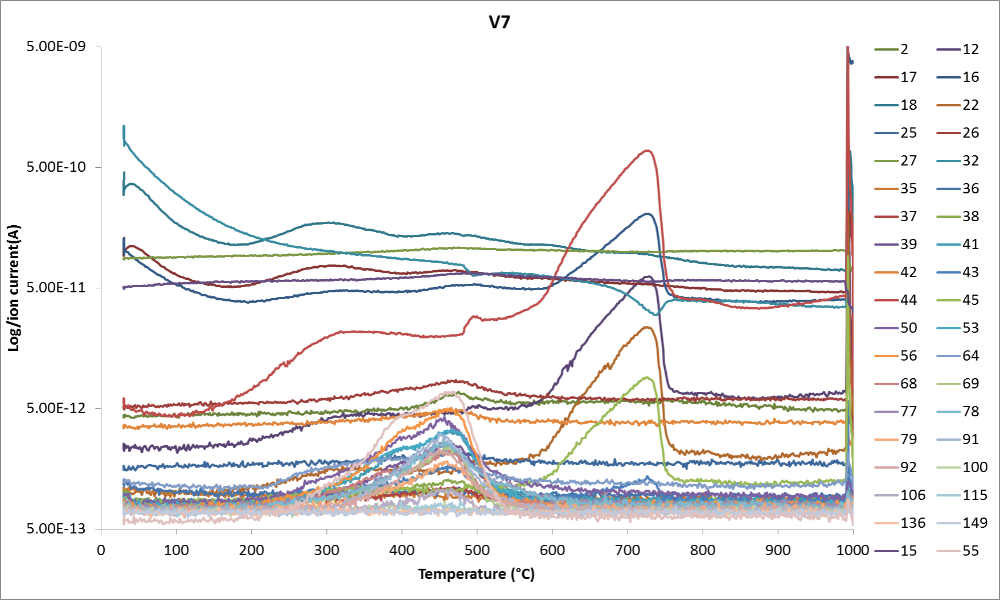 V7
5.00E-09
5.00E-10
5.00E-11
5.00E-12
5.00E-13
Log/ion current(A)
0 100 200 300 400 500 600 700 800 900 1000
Temperature (°C)
2 12
17 16
18 22
25 26
27 32
35 36
37 38
39 41
42 43
44 45
50 53
56 64
68 69
77 78
79 91
92 100
106 115
136 149
15 55